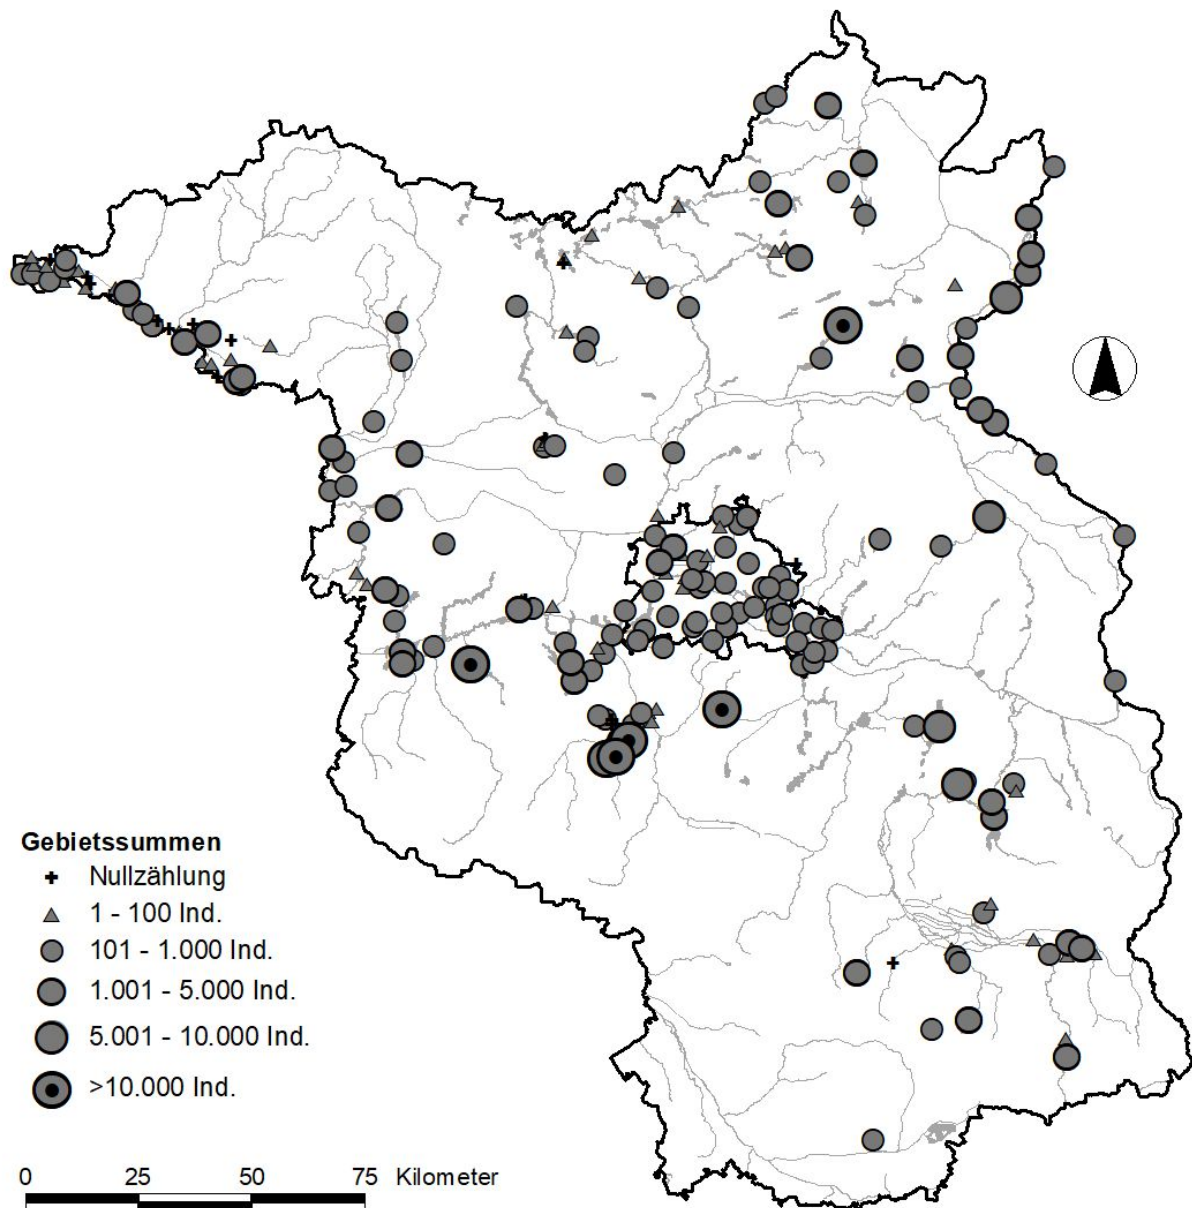 Gebietssummen
Nullzählung
1 - 100 Ind.
101 - 1.000 Ind.
1.001 - 5.000 Ind.
5.001 - 10.000 Ind.
>10.000 Ind.
0 25 50 75 Kilometer